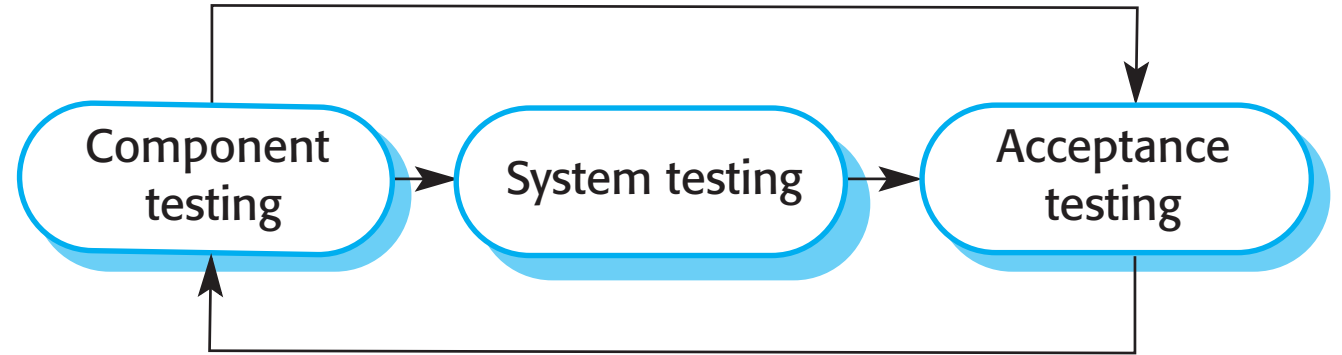 Component
testing
System testing
Acceptance
testing